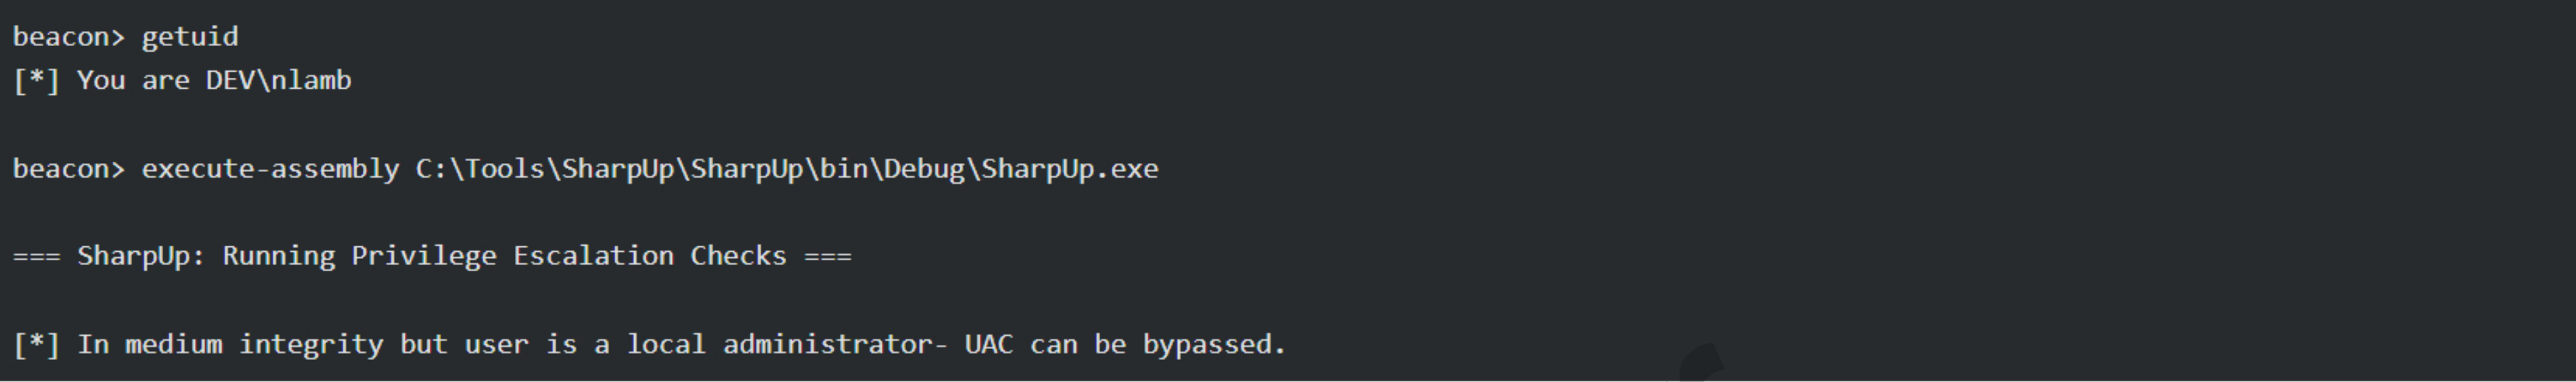 beacon> getuid
[*] You are DEV\nlamb
beacon> execute-assembly C:\Tools\SharpUp\SharpUp\bin\Debug\SharpUp.exe
=== SharpUp: Running Privilege Escalation Checks ===
[*] In medium integrity but user is a local administrator- UAC can be bypassed.